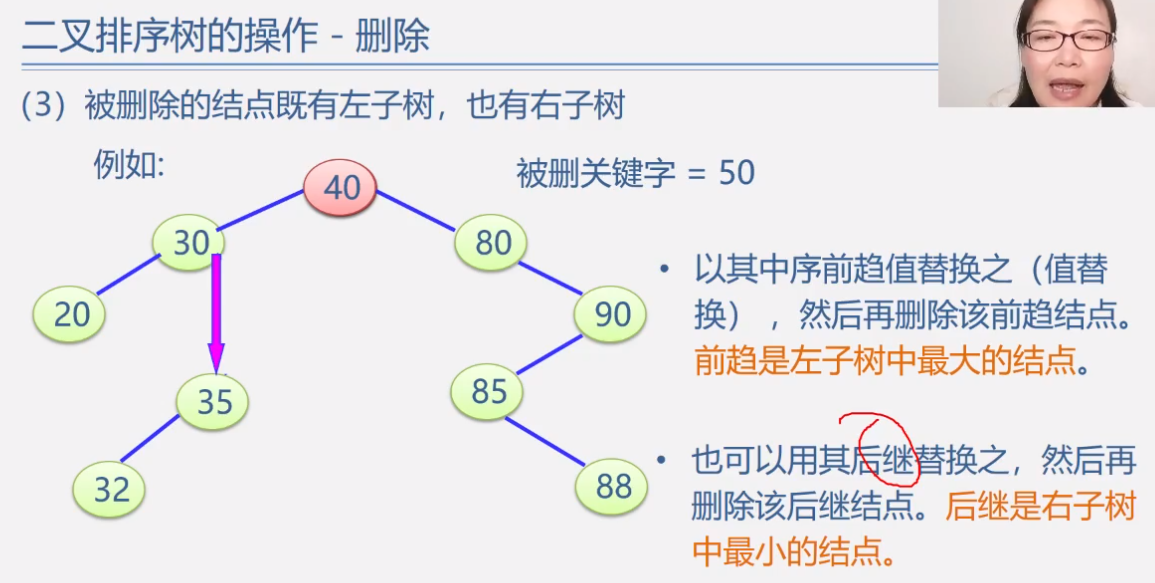 二叉排序树的操作 - 删除
（3）被删除的结点既有左子树，也有右子树
例如:
被删关键字 = 50
40
30
80
20
90
35
85
32
88
• 以其中序前趋值替换之（值替
换），然后再删除该前趋结点。
前趋是左子树中最大的结点。
• 也可以用其后继替换之，然后再
删除该后继结点。后继是右子树
中最小的结点。